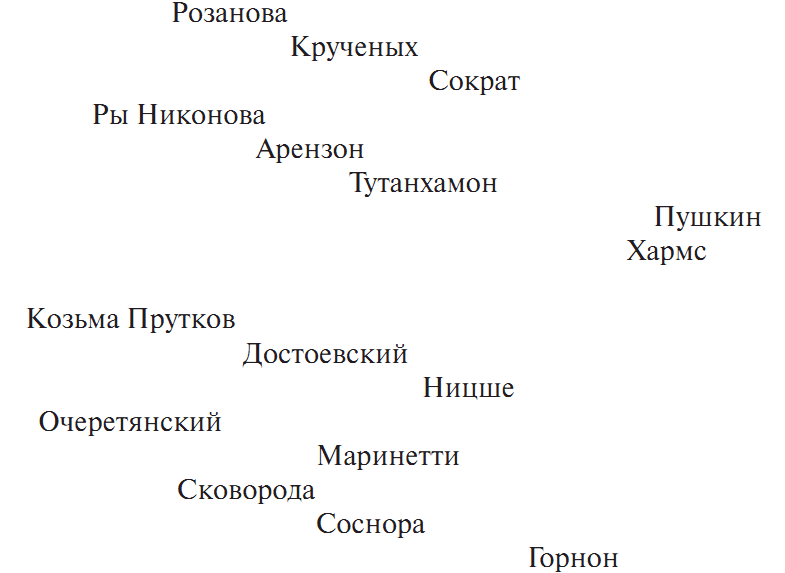 Розанова
Крученых
Сократ
Ры Никонова
Арензон
Тутанхамон
Пушкин
Хармс
Козьма Прутков
Достоевский
Ницше
Очеретянский
Маринетти
Сковорода
Соснора
Горнон